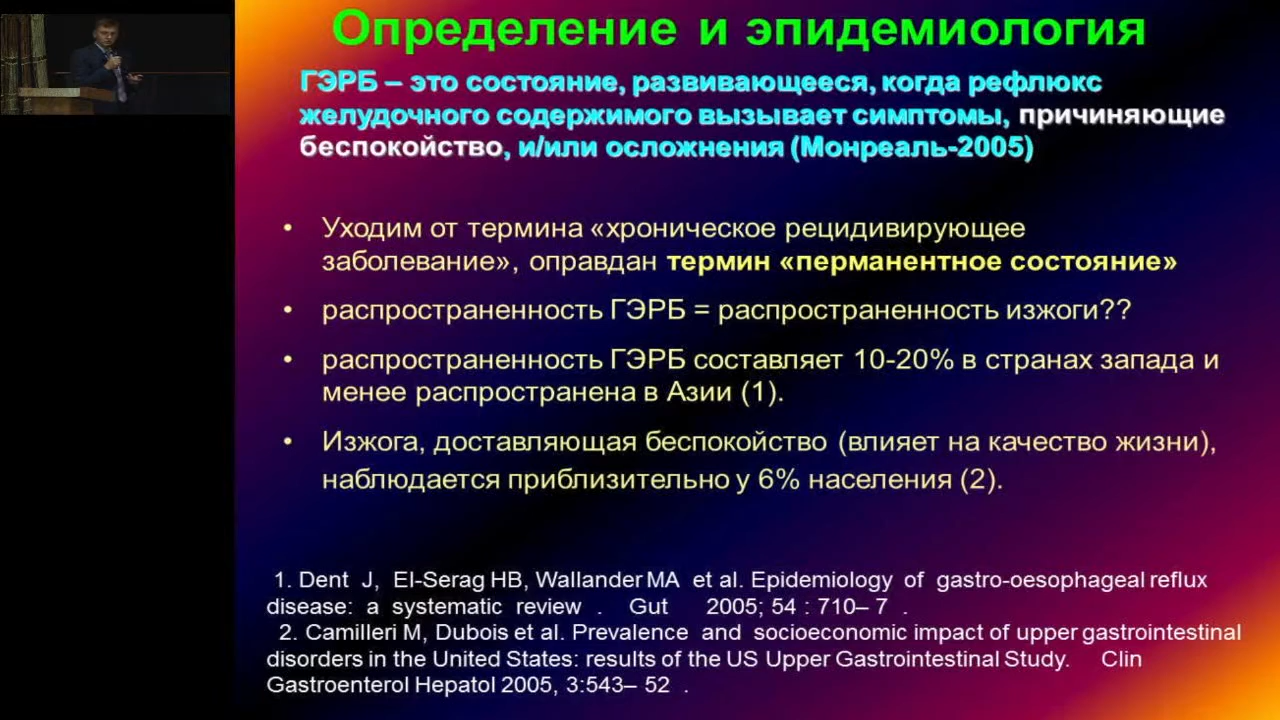 Определение и эпидемиология
ГЭРБ – это состояние, развивающееся, когда рефлюкс
желудочного содержимого вызывает симптомы, причиняющие
беспокойство, и/или осложнения (Монреаль-2005)
• Уходим от термина «хроническое рецидивирующее
заболевание», оправдан термин «перманентное состояние»
• распространенность ГЭРБ = распространенность изжоги??
• распространенность ГЭРБ составляет 10-20% в странах запада и
менее распространена в Азии (1).
• Изжога, доставляющая беспокойство (влияет на качество жизни),
наблюдается приблизительно у 6% населения (2).
1. Dent J, El-Serag HB, Wallander MA et al. Epidemiology of gastro-oesophageal reflux
disease: a systematic review . Gut 2005; 54 : 710– 7 .
2. Camilleri M, Dubois et al. Prevalence and socioeconomic impact of upper gastrointestinal
disorders in the United States: results of the US Upper Gastrointestinal Study. Clin
Gastroenterol Hepatol 2005, 3:543– 52 .